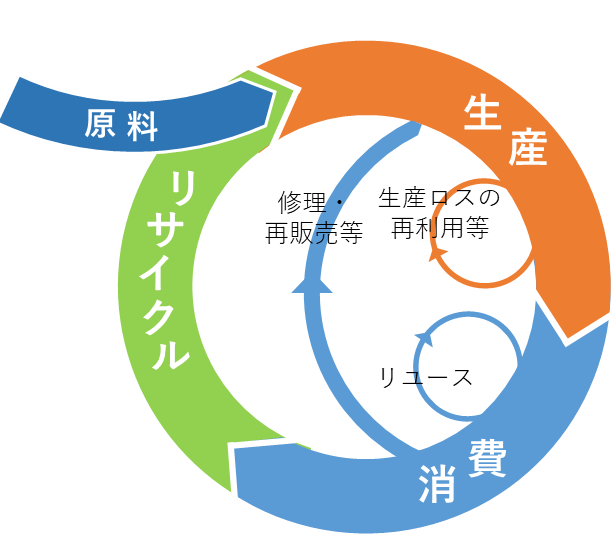 原料
生産
修理・
再販売等
生産ロスの
再利用等
リサイクル
リユース
消費